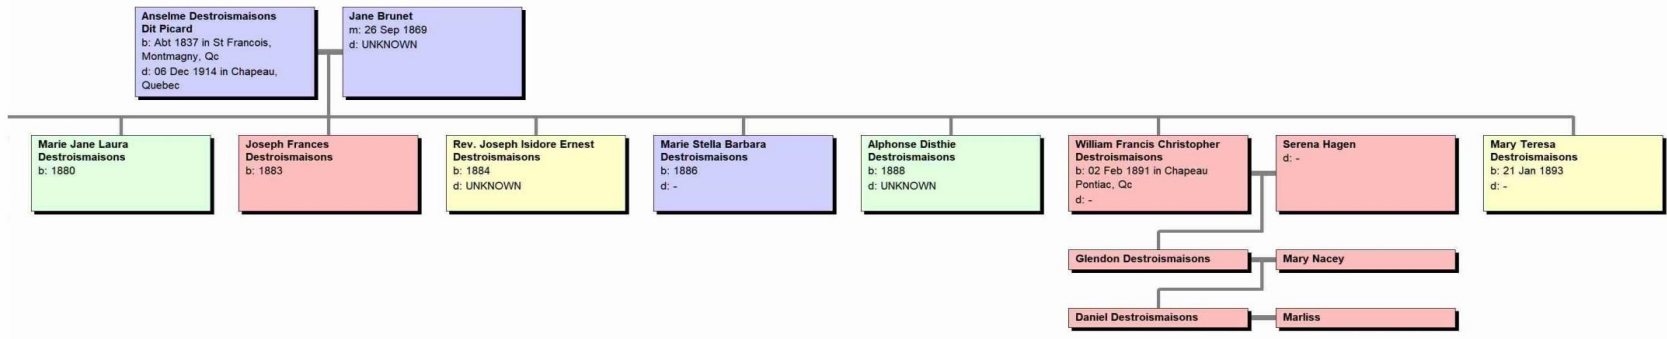 Anselme Destroismaisons
Dit Picard
b: Abt 1837 in St Francois,
Montmagny, Qc
d: 06 Dec 1914 in Chapeau,
Quebec
Jane Brunet
m: 26 Sep 1869
d: UNKNOWN
Marie Jane Laura
Destroismaisons
b: 1880
Joseph Frances
Destroismaisons
b: 1883
Rev. Joseph Isidore Ernest
Destroismaisons
b: 1884
d: UNKNOWN
Marie Stella Barbara
Destroismaisons
b: 1886
d: -
Alphonse Disthie
Destroismaisons
b: 1888
d: UNKNOWN
William Francis Christopher
Destroismaisons
b: 02 Feb 1891 in Chapeau
Pontiac, Qc
d: -
Serena Hagen
d: -
Mary Teresa
Destroismaisons
b: 21 Jan 1893
d: -
Glendon Destroismaisons
Mary Nacey
Daniel Destroismaisons
Marliss